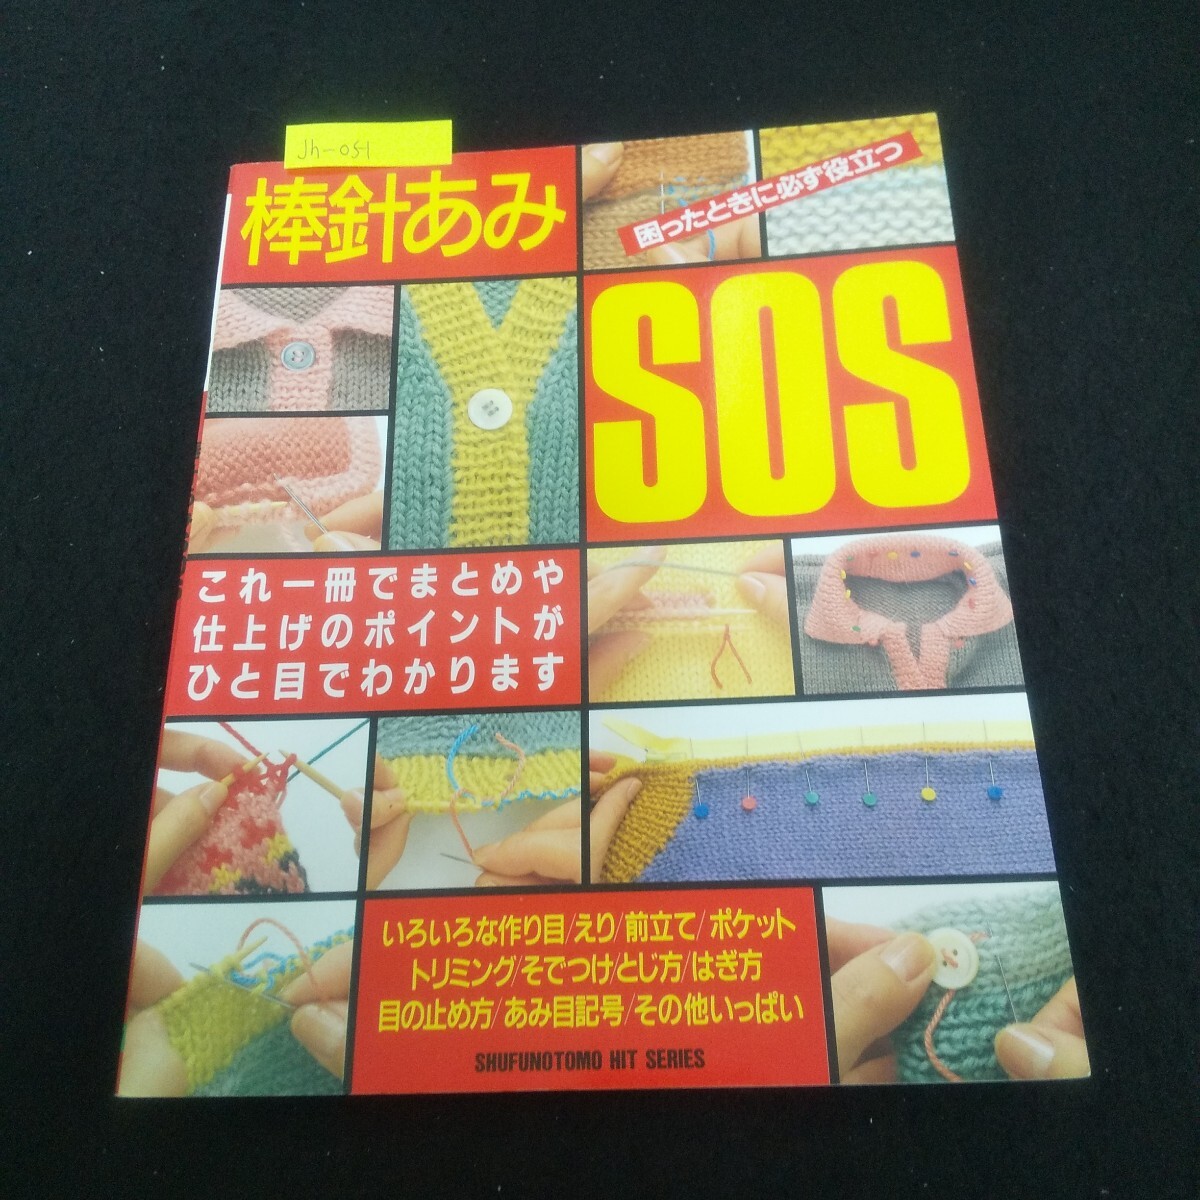 Jh-051
棒針あみ
困ったときに必ず役立つ
SOS
これ一冊でまとめや
仕上げのポイントが
ひと目でわかります
いろいろな作り目/えり/前立て/ポケット
トリミング/そでつけ/とじ方/はぎ方
目の止め方/あみ目記号/その他いっぱい
SHUFUNOTOMO HIT SERIES